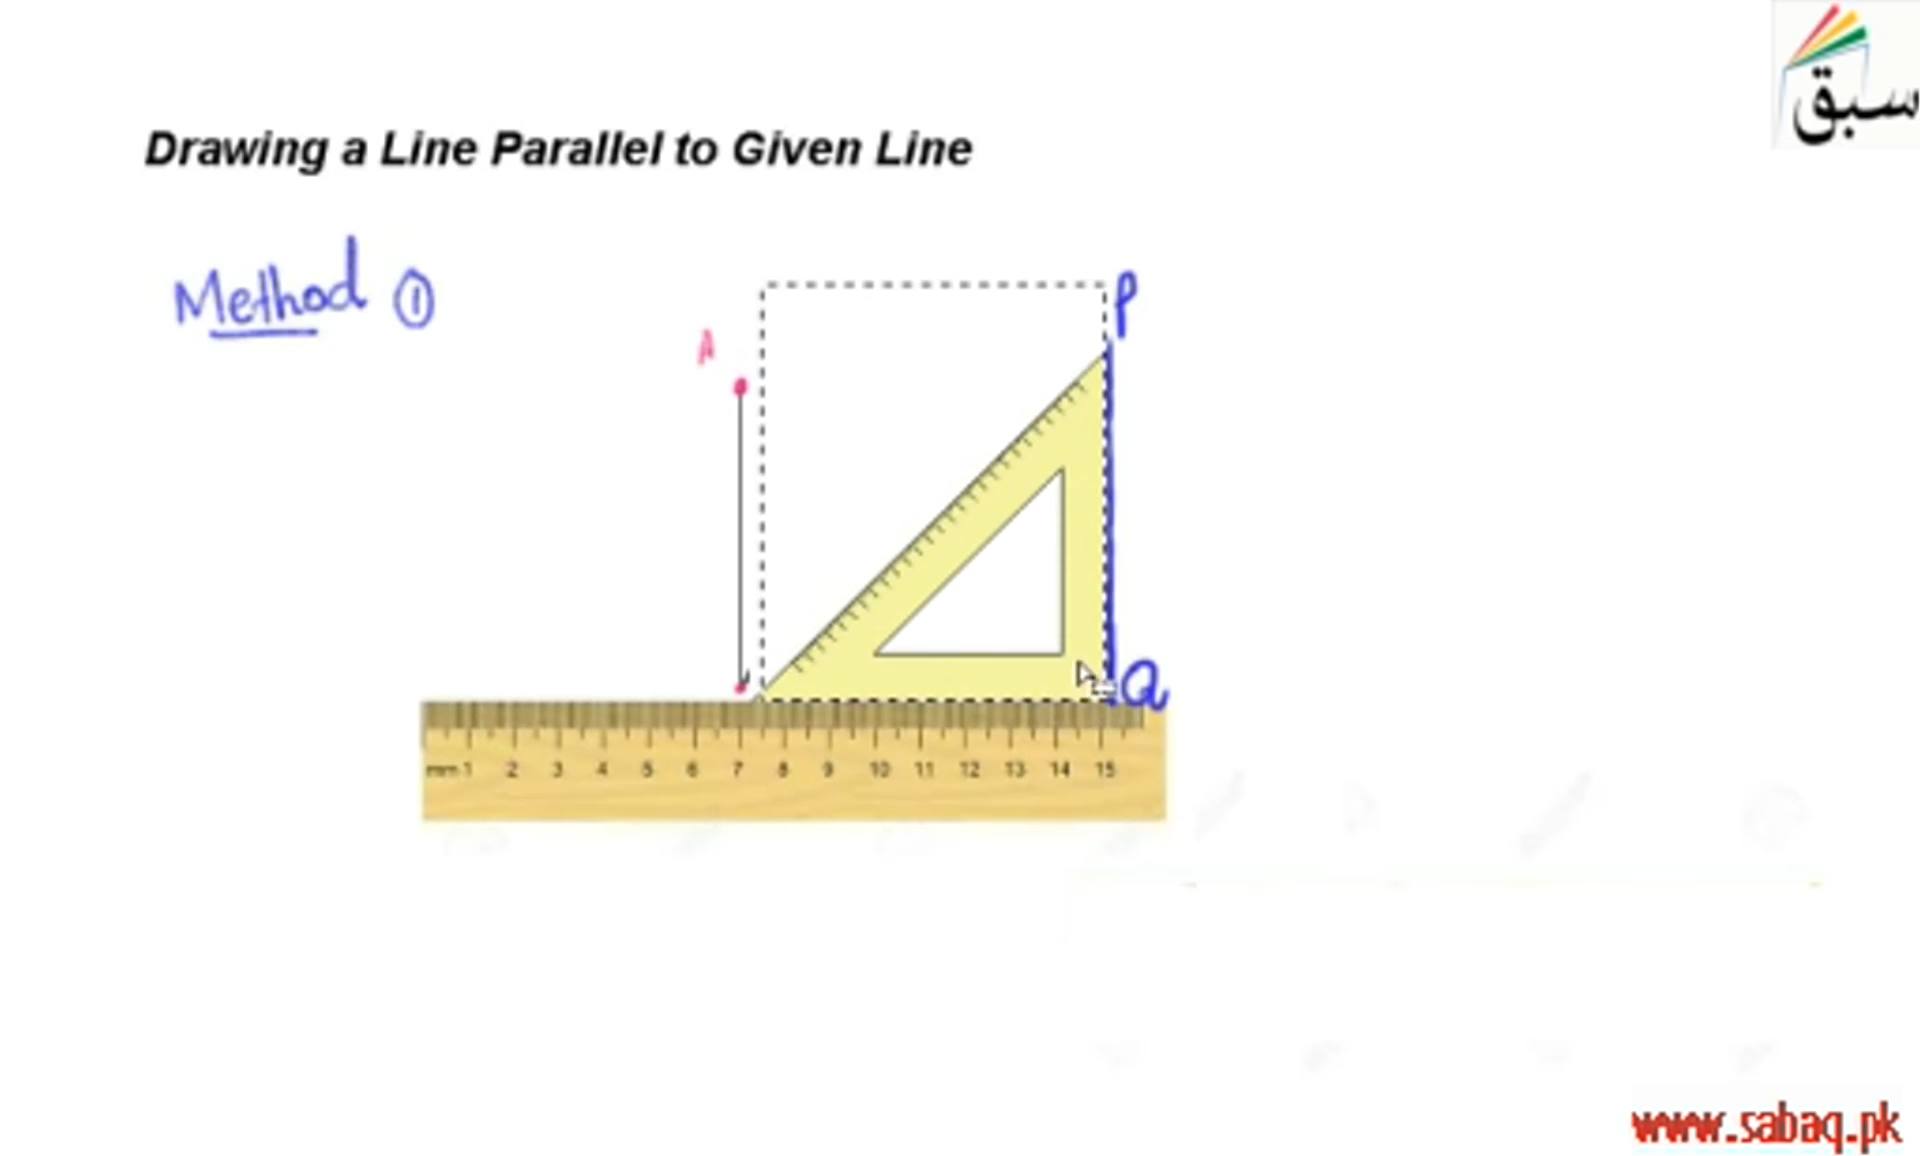 سبق
Drawing a Line Parallel to Given Line
Method ①
P
A
Q
mm 1 2 3 4 5 6 7 8 9 10 11 12 13 14 15
www.sabaq.pk